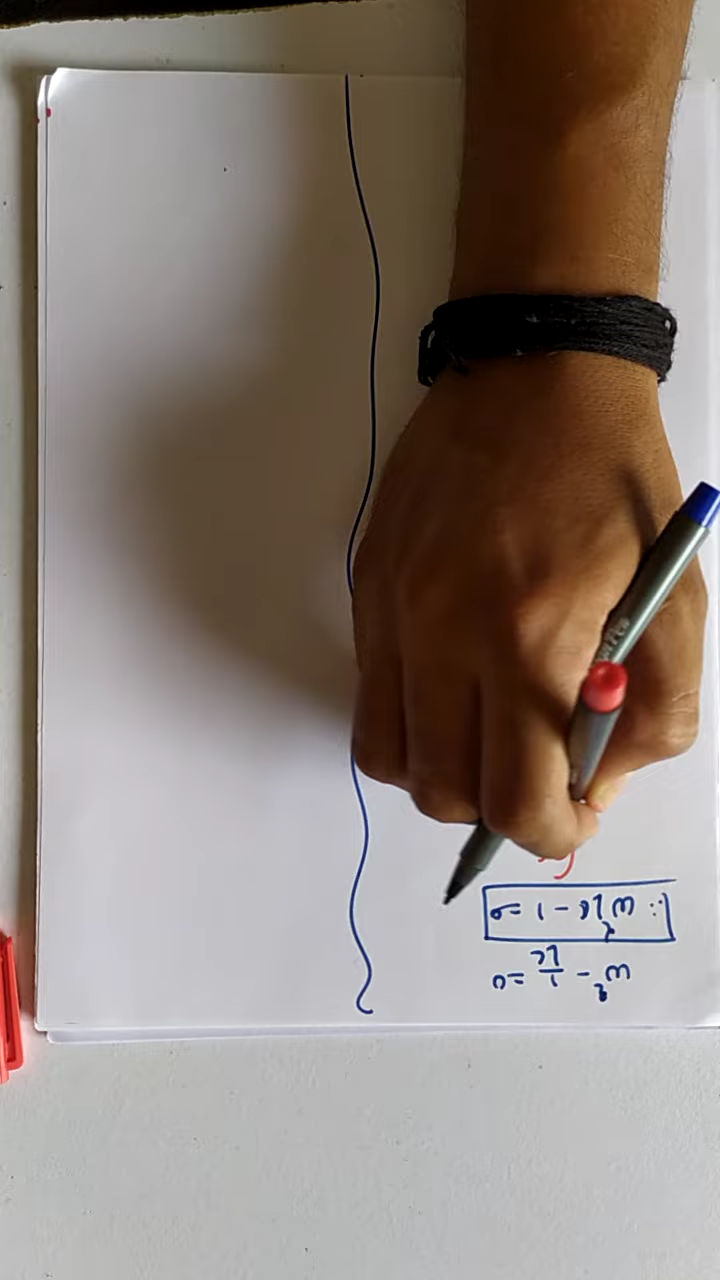 ω² - 1/LC = 0
∴ ω²LC - 1 = 0